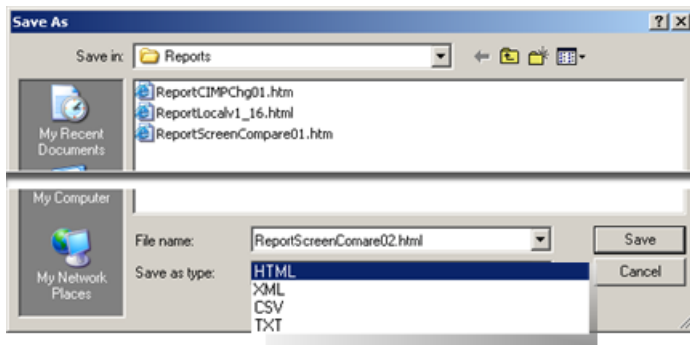 Save As
Save in: Reports
ReportCIMPChg01.htm
ReportLocalv1_16.html
ReportScreenCompare01.htm
My Recent
Documents
My Computer
File name: ReportScreenComare02.html Save
Save as type: HTML Cancel
XML
CSV
TXT
My Network
Places